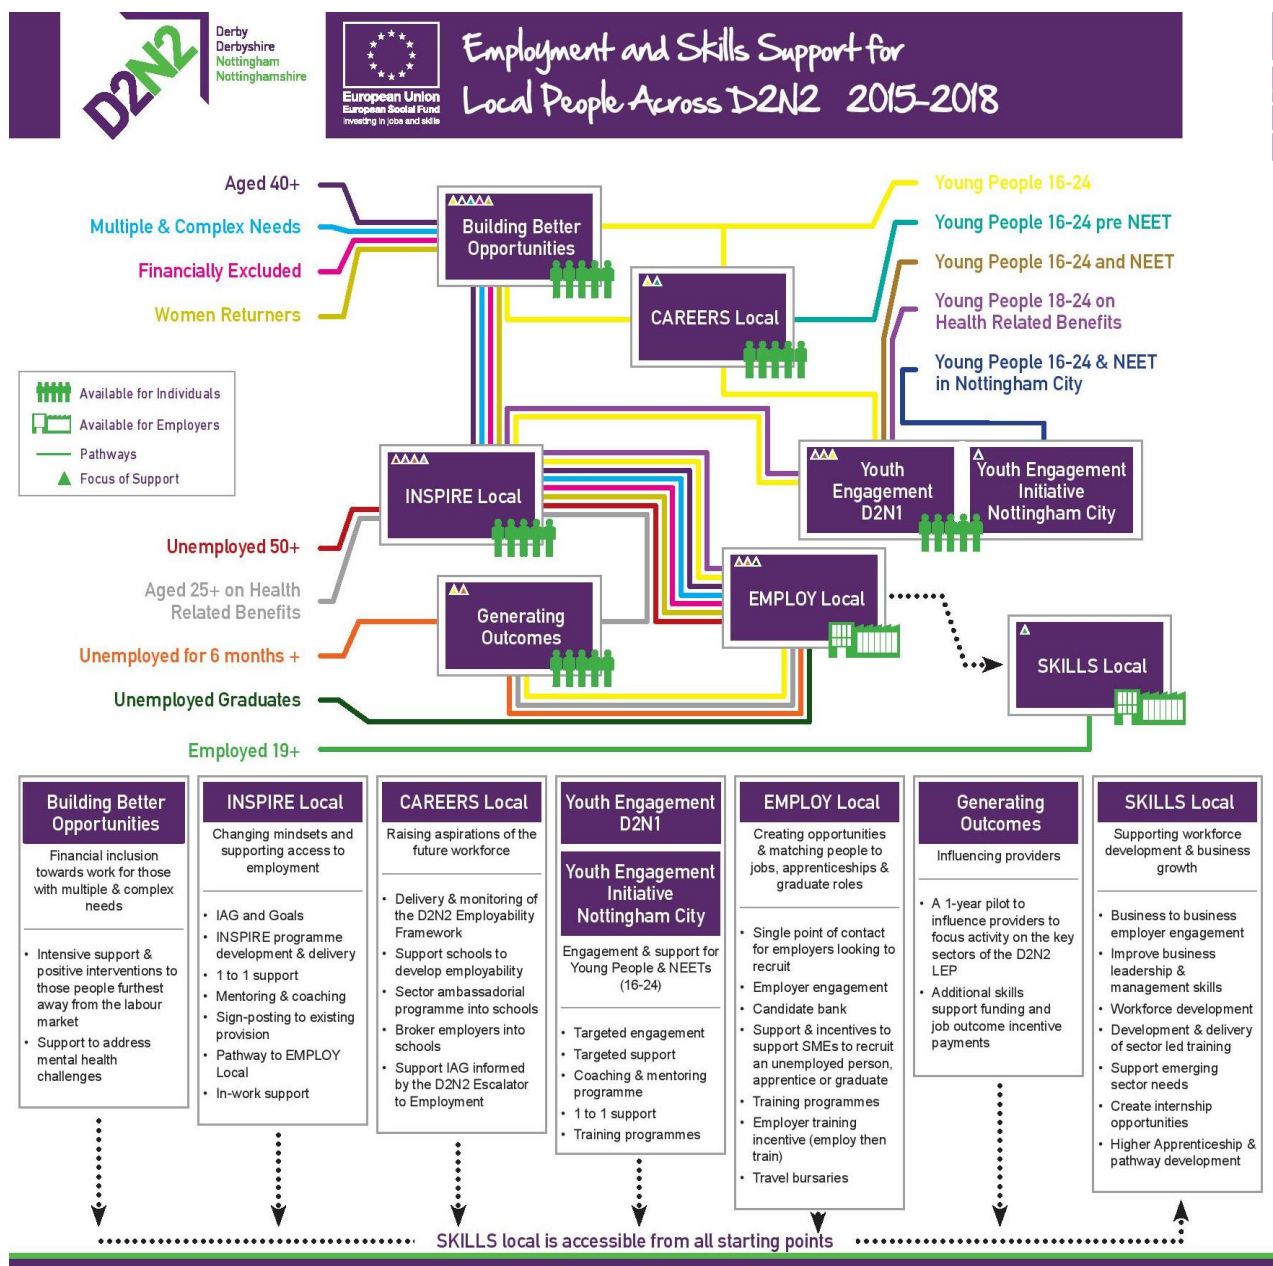 D2N2
Derby
Derbyshire
Nottingham
Nottinghamshire
European Union
European Social Fund
Investing in jobs and skills
Employment and Skills Support for
Local People Across D2N2 2015-2018
Aged 40+
Multiple & Complex Needs
Financially Excluded
Women Returners
Building Better
Opportunities
CAREERS Local
Young People 16-24
Young People 16-24 pre NEET
Young People 16-24 and NEET
Young People 18-24 on
Health Related Benefits
Young People 16-24 & NEET
in Nottingham City
Available for Individuals
Available for Employers
Pathways
Focus of Support
INSPIRE Local
Youth
Engagement
D2N1
Youth Engagement
Initiative
Nottingham City
Unemployed 50+
Aged 25+ on Health
Related Benefits
Unemployed for 6 months +
Unemployed Graduates
Employed 19+
Generating
Outcomes
EMPLOY Local
SKILLS Local
Building Better
Opportunities
Financial inclusion
towards work for those
with multiple & complex
needs
• Intensive support &
positive interventions to
those people furthest
away from the labour
market
• Support to address
mental health
challenges
INSPIRE Local
Changing mindsets and
supporting access to
employment
• IAG and Goals
• INSPIRE programme
development & delivery
• 1 to 1 support
• Mentoring & coaching
• Sign-posting to existing
provision
• Pathway to EMPLOY
Local
• In-work support
CAREERS Local
Raising aspirations of the
future workforce
• Delivery & monitoring of
the D2N2 Employability
Framework
• Support schools to
develop employability
• Sector ambassadorial
programme into schools
• Broker employers into
schools
• Support IAG informed
by the D2N2 Escalator
to Employment
Youth Engagement
D2N1
Youth Engagement
Initiative
Nottingham City
Engagement & support for
Young People & NEETs
(16-24)
• Targeted engagement
• Targeted support
• Coaching & mentoring
programme
• 1 to 1 support
• Training programmes
EMPLOY Local
Creating opportunities
& matching people to
jobs, apprenticeships &
graduate roles
• Single point of contact
for employers looking to
recruit
• Employer engagement
• Candidate bank
• Support & incentives to
support SMEs to recruit
an unemployed person,
apprentice or graduate
• Training programmes
• Employer training
incentive (employ then
train)
• Travel bursaries
Generating
Outcomes
Influencing providers
• A 1-year pilot to
influence providers to
focus activity on the key
sectors of the D2N2
LEP
• Additional skills
support funding and
job outcome incentive
payments
SKILLS Local
Supporting workforce
development & business
growth
• Business to business
employer engagement
• Improve business
leadership &
management skills
• Workforce development
• Development & delivery
of sector led training
• Support emerging
sector needs
• Create internship
opportunities
• Higher Apprenticeship &
pathway development
SKILLS local is accessible from all starting points